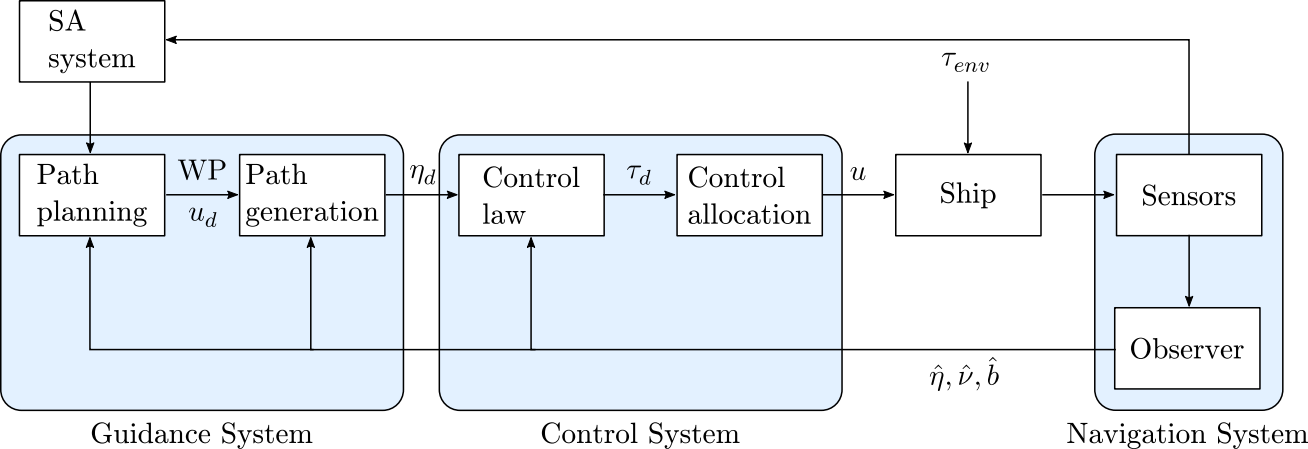 SA
system
τ_env
Path
planning
WP
u_d
Path
generation
η_d
Control
law
τ_d
Control
allocation
u
Ship
Sensors
Observer
η̂, ν̂, b̂
Guidance System
Control System
Navigation System